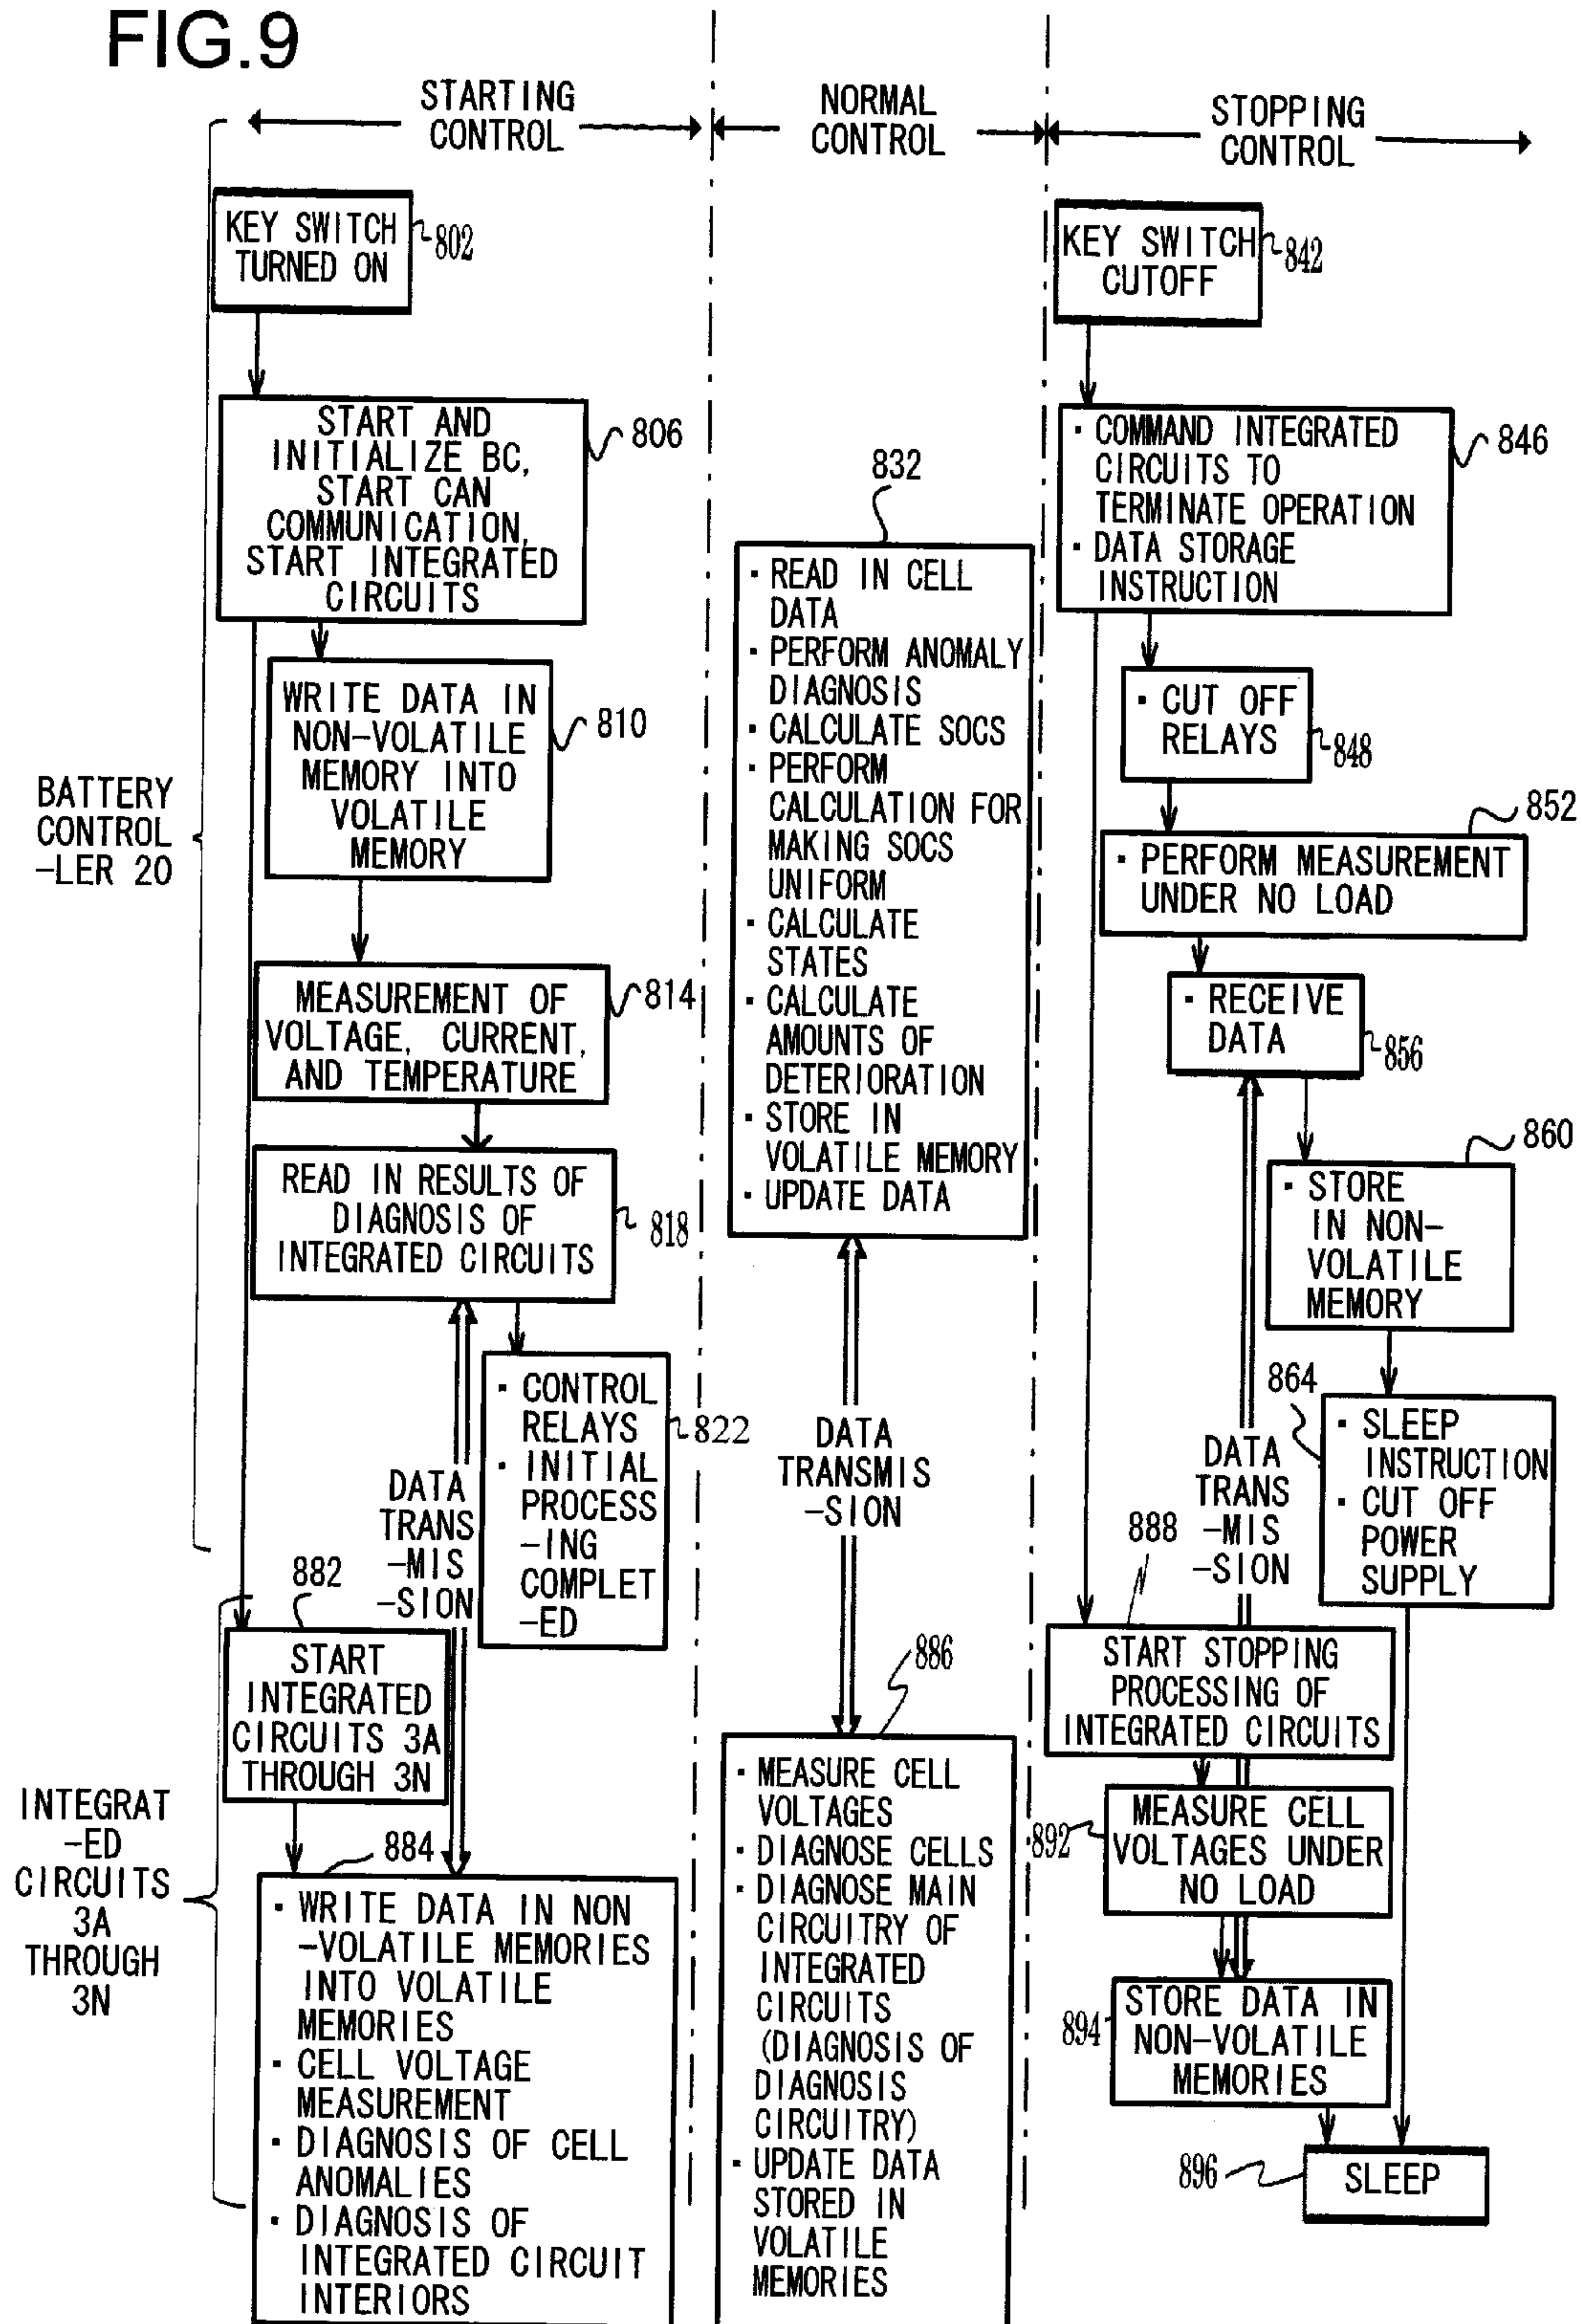 FIG.9
STARTING
CONTROL
NORMAL
CONTROL
STOPPING
CONTROL
BATTERY
CONTROL
-LER 20
KEY SWITCH
TURNED ON
802
START AND
INITIALIZE BC,
START CAN
COMMUNICATION,
START INTEGRATED
CIRCUITS
806
WRITE DATA IN
NON-VOLATILE
MEMORY INTO
VOLATILE
MEMORY
810
MEASUREMENT OF
VOLTAGE, CURRENT,
AND TEMPERATURE
814
READ IN RESULTS OF
DIAGNOSIS OF
INTEGRATED CIRCUITS
818
· CONTROL
RELAYS
· INITIAL
PROCESS
-ING
COMPLET
-ED
822
DATA
TRANS
-MIS
-SION
INTEGRAT
-ED
CIRCUITS
3A
THROUGH
3N
882
START
INTEGRATED
CIRCUITS 3A
THROUGH 3N
884
· WRITE DATA IN NON
-VOLATILE MEMORIES
INTO VOLATILE
MEMORIES
· CELL VOLTAGE
MEASUREMENT
· DIAGNOSIS OF CELL
ANOMALIES
· DIAGNOSIS OF
INTEGRATED CIRCUIT
INTERIORS
832
· READ IN CELL
DATA
· PERFORM ANOMALY
DIAGNOSIS
· CALCULATE SOCS
· PERFORM
CALCULATION FOR
MAKING SOCS
UNIFORM
· CALCULATE
STATES
· CALCULATE
AMOUNTS OF
DETERIORATION
· STORE IN
VOLATILE MEMORY
· UPDATE DATA
DATA
TRANSMIS
-SION
886
· MEASURE CELL
VOLTAGES
· DIAGNOSE CELLS
· DIAGNOSE MAIN
CIRCUITRY OF
INTEGRATED
CIRCUITS
(DIAGNOSIS OF
DIAGNOSIS
CIRCUITRY)
· UPDATE DATA
STORED IN
VOLATILE
MEMORIES
KEY SWITCH
CUTOFF
842
· COMMAND INTEGRATED
CIRCUITS TO
TERMINATE OPERATION
· DATA STORAGE
INSTRUCTION
846
· CUT OFF
RELAYS
848
852
· PERFORM MEASUREMENT
UNDER NO LOAD
· RECEIVE
DATA
856
860
· STORE
IN NON-
VOLATILE
MEMORY
864
· SLEEP
INSTRUCTION
· CUT OFF
POWER
SUPPLY
DATA
TRANS
-MIS
-SION
888
START STOPPING
PROCESSING OF
INTEGRATED CIRCUITS
892
MEASURE CELL
VOLTAGES UNDER
NO LOAD
894
STORE DATA IN
NON-VOLATILE
MEMORIES
896
SLEEP